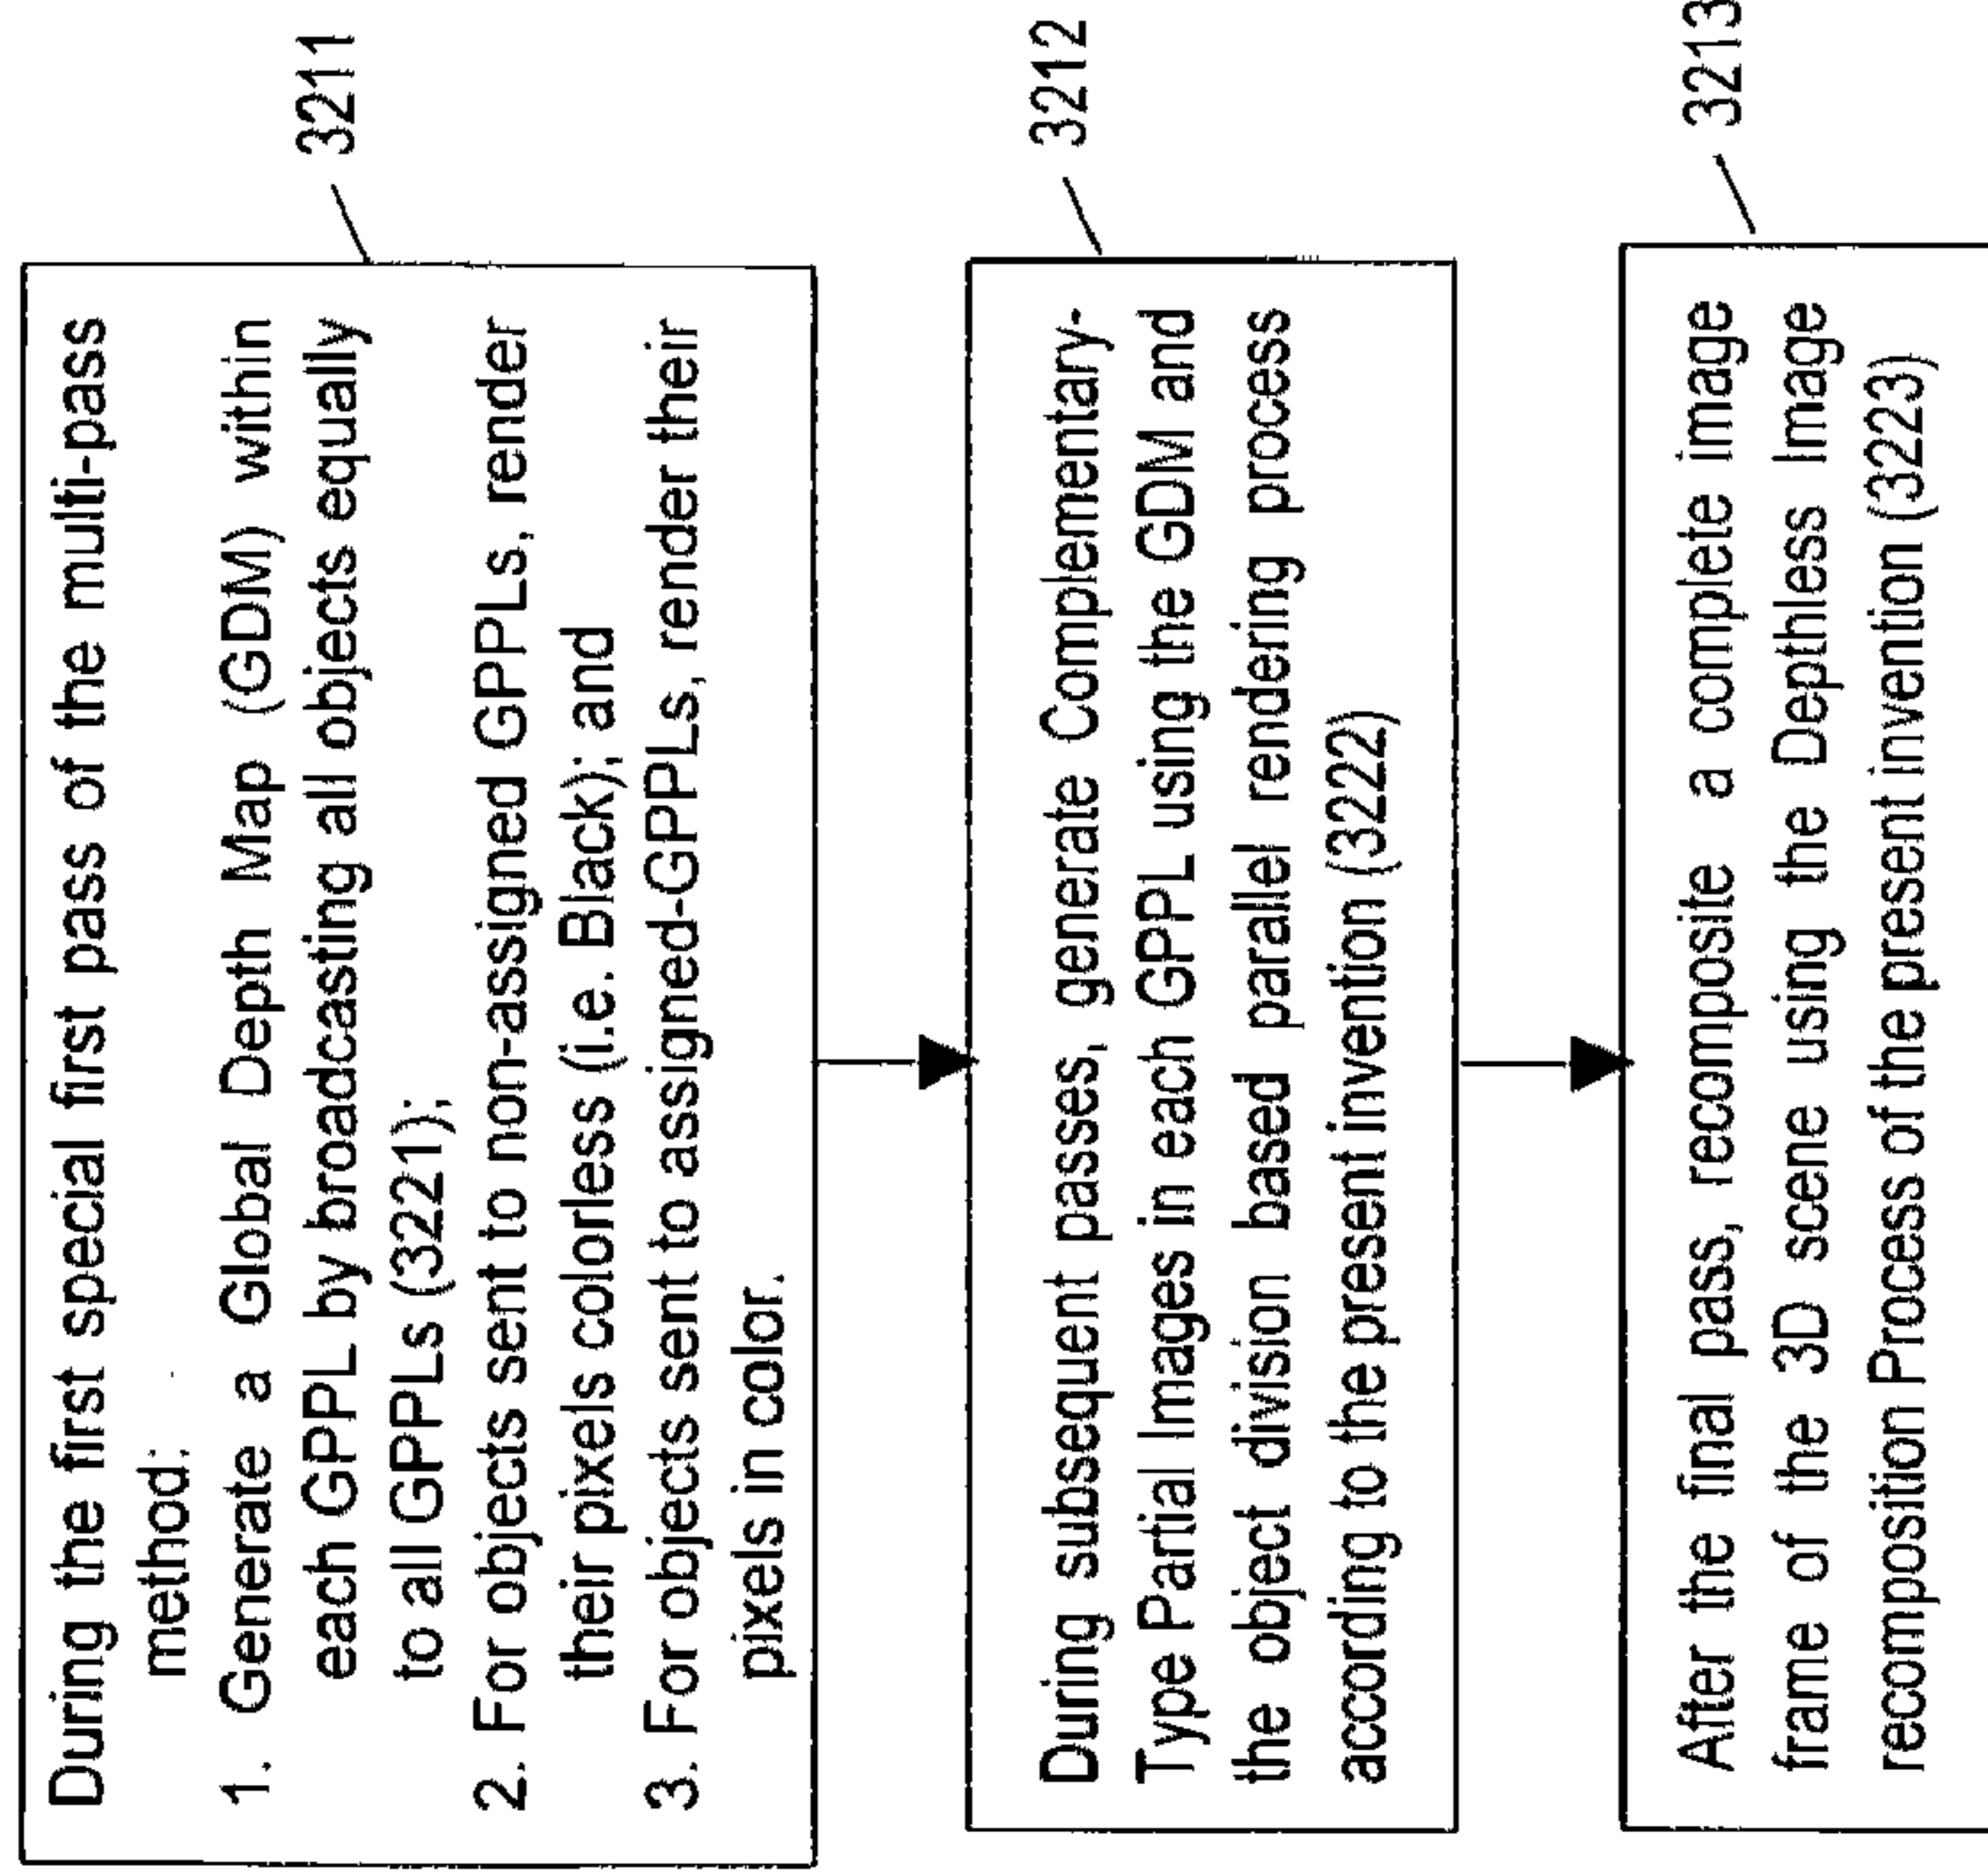 During the first special first pass of the multi-pass
method:
1. Generate a Global Depth Map (GDM) within
each GPPL by broadcasting all objects equally
to all GPPLs (3221);
2. For objects sent to non-assigned GPPLs, render
their pixels colorless (i.e. Black); and
3. For objects sent to assigned-GPPLs, render their
pixels in color.
3211
During subsequent passes, generate Complementary-
Type Partial Images in each GPPL using the GDM and
the object division based parallel rendering process
according to the present invention (3222)
3212
After the final pass, recomposite a complete image
frame of the 3D scene using the Depthless Image
recomposition Process of the present invention (3223)
3213